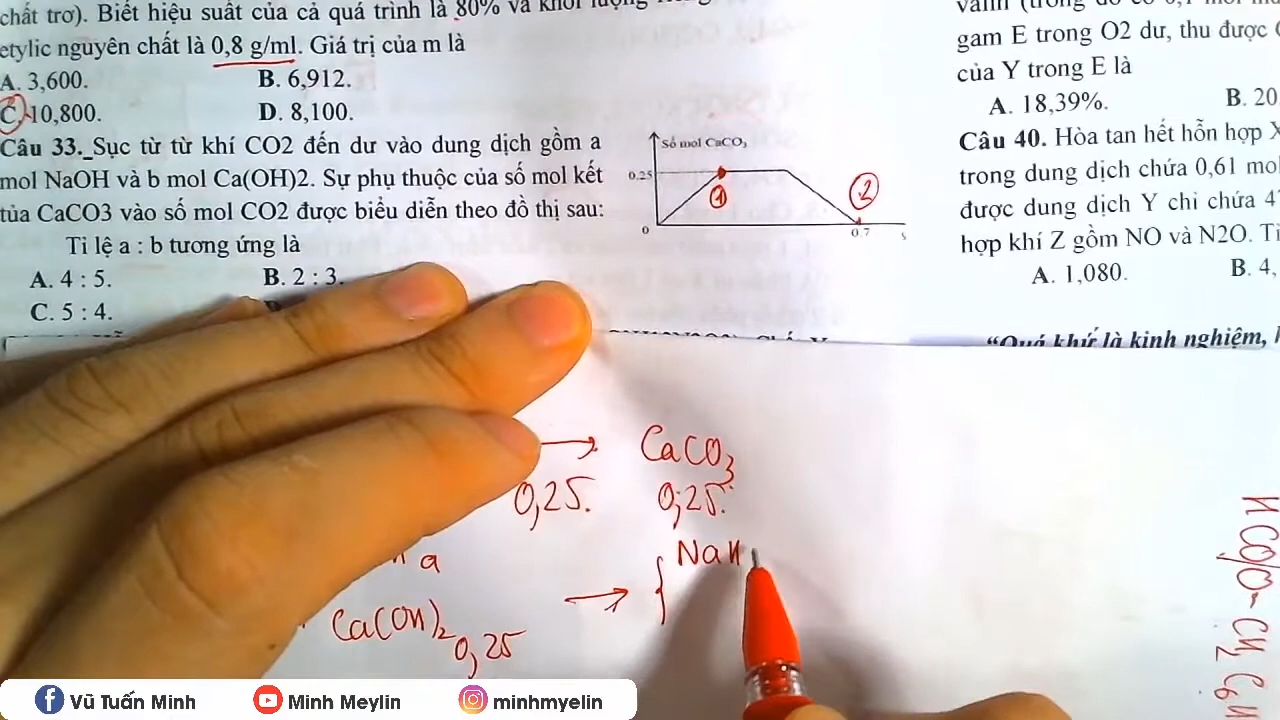 chất trơ). Biết hiệu suất của cả quá trình là 80% và khối lượng riêng
etylic nguyên chất là 0,8 g/ml. Giá trị của m là
A. 3,600.
B. 6,912.
C. 10,800.
D. 8,100.
Câu 33. Sục từ từ khí CO2 đến dư vào dung dịch gồm a
mol NaOH và b mol Ca(OH)2. Sự phụ thuộc của số mol kết
tủa CaCO3 vào số mol CO2 được biểu diễn theo đồ thị sau:
Tỉ lệ a : b tương ứng là
A. 4 : 5.
B. 2 : 3.
C. 5 : 4.
Số mol CaCO3
0.25
1
2
0
0.7
gam E trong O2 dư, thu được
của Y trong E là
A. 18,39%.
B. 20
Câu 40. Hòa tan hết hỗn hợp X
trong dung dịch chứa 0,61 mol
được dung dịch Y chỉ chứa 4
hợp khí Z gồm NO và N2O. Tỉ
A. 1,080.
B. 4,
“Quá khứ là kinh nghiệm,
→ CaCO3
0,25. 0,25.
a
Ca(OH)2 0,25 → { NaH
HCOO-CH2C6H
Vũ Tuấn Minh
Minh Meylin
minhmyelin